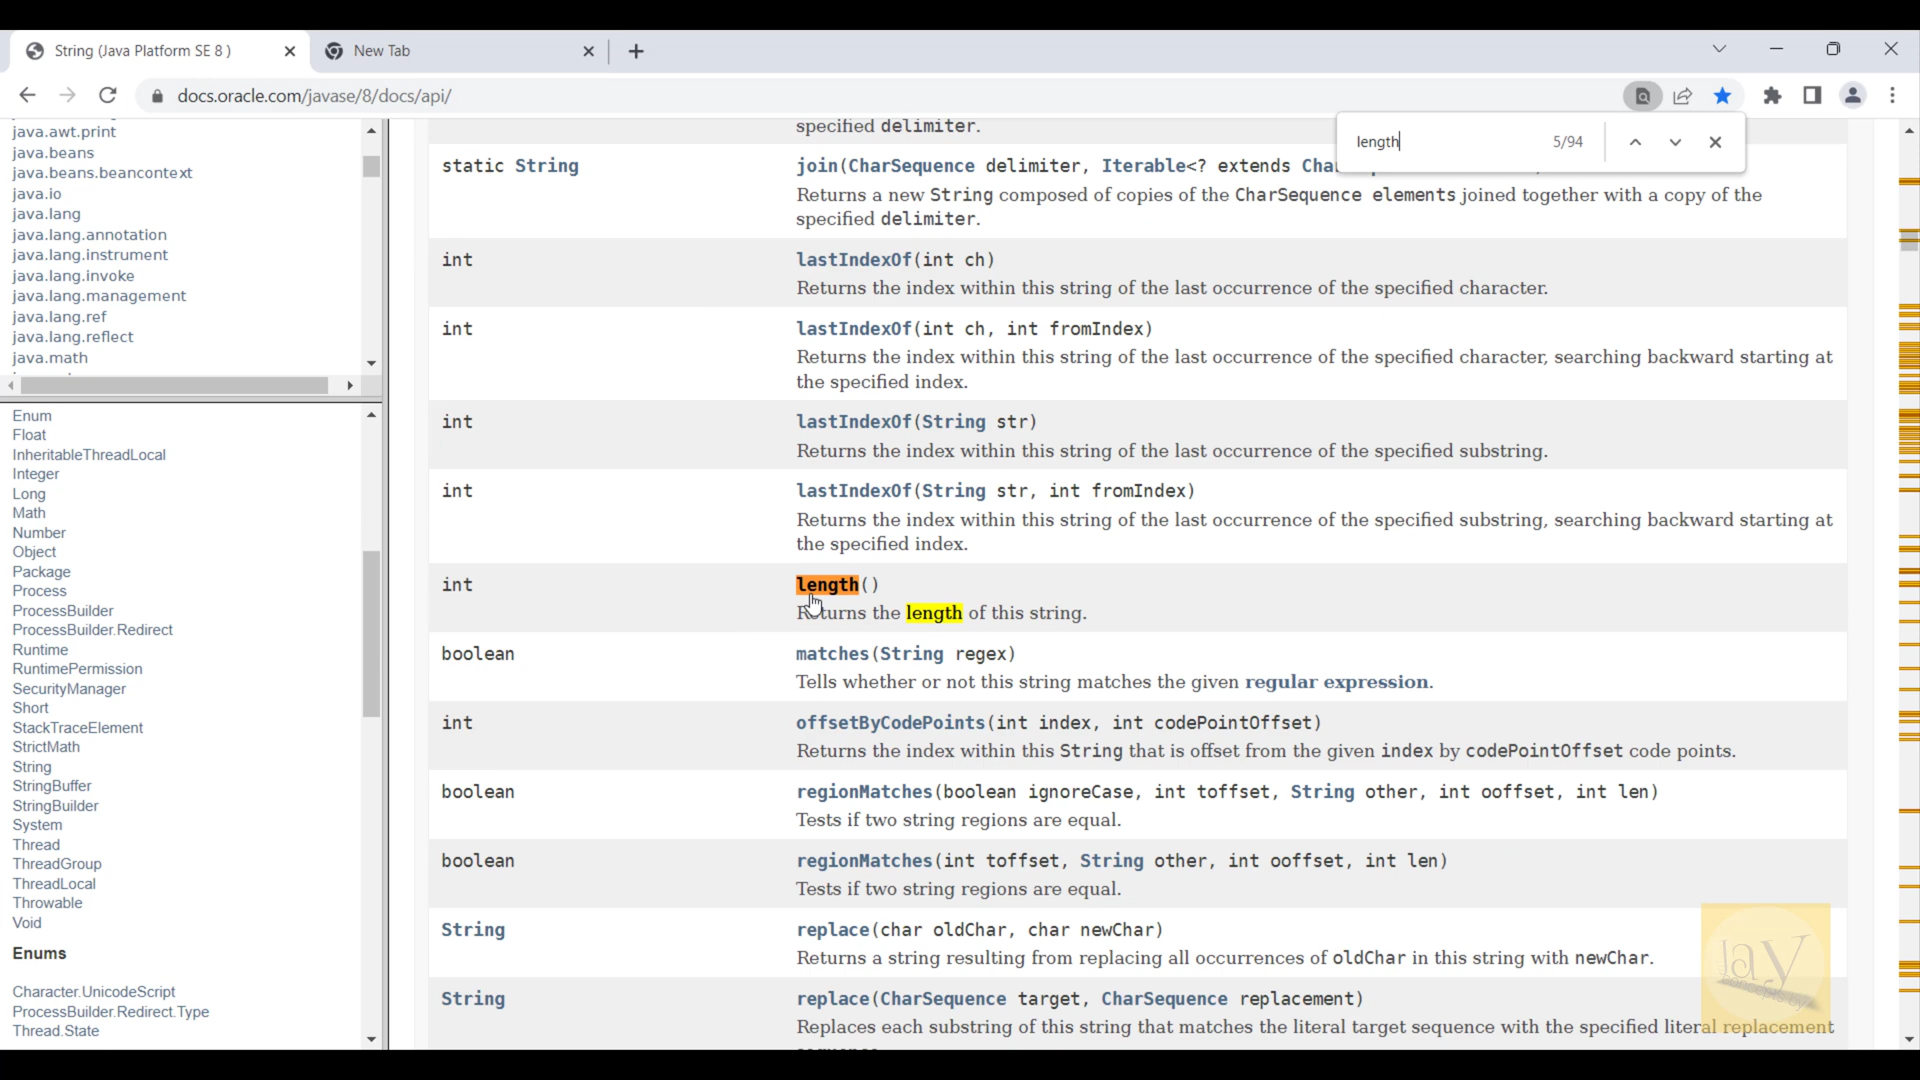 String (Java Platform SE 8 )
New Tab
docs.oracle.com/javase/8/docs/api/
length
5/94
java.awt.print
java.beans
java.beans.beancontext
java.io
java.lang
java.lang.annotation
java.lang.instrument
java.lang.invoke
java.lang.management
java.lang.ref
java.lang.reflect
java.math
Enum
Float
InheritableThreadLocal
Integer
Long
Math
Number
Object
Package
Process
ProcessBuilder
ProcessBuilder.Redirect
Runtime
RuntimePermission
SecurityManager
Short
StackTraceElement
StrictMath
String
StringBuffer
StringBuilder
System
Thread
ThreadGroup
ThreadLocal
Throwable
Void
Enums
Character.UnicodeScript
ProcessBuilder.Redirect.Type
Thread.State
specified delimiter.
static String join(CharSequence delimiter, Iterable<? extends
Returns a new String composed of copies of the CharSequence elements joined together with a copy of the
specified delimiter.
int lastIndexOf(int ch)
Returns the index within this string of the last occurrence of the specified character.
int lastIndexOf(int ch, int fromIndex)
Returns the index within this string of the last occurrence of the specified character, searching backward starting at
the specified index.
int lastIndexOf(String str)
Returns the index within this string of the last occurrence of the specified substring.
int lastIndexOf(String str, int fromIndex)
Returns the index within this string of the last occurrence of the specified substring, searching backward starting at
the specified index.
int length()
Returns the length of this string.
boolean matches(String regex)
Tells whether or not this string matches the given regular expression.
int offsetByCodePoints(int index, int codePointOffset)
Returns the index within this String that is offset from the given index by codePointOffset code points.
boolean regionMatches(boolean ignoreCase, int toffset, String other, int ooffset, int len)
Tests if two string regions are equal.
boolean regionMatches(int toffset, String other, int ooffset, int len)
Tests if two string regions are equal.
String replace(char oldChar, char newChar)
Returns a string resulting from replacing all occurrences of oldChar in this string with newChar.
String replace(CharSequence target, CharSequence replacement)
Replaces each substring of this string that matches the literal target sequence with the specified literal replacement
Jay
concepts by